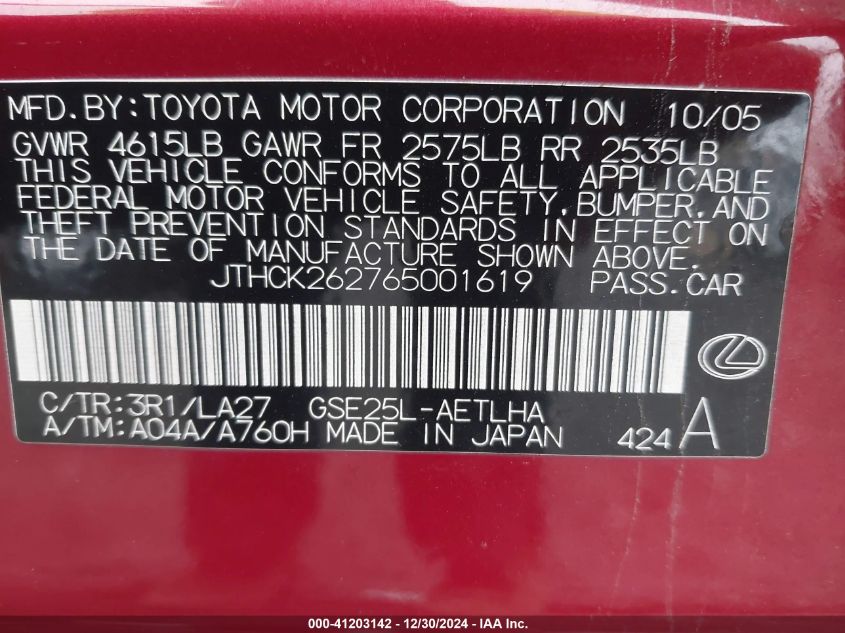 MFD.BY:TOYOTA MOTOR CORPORATION 10/05
GVWR 4615LB GAWR FR 2575LB RR 2535LB
THIS VEHICLE CONFORMS TO ALL APPLICABLE
FEDERAL MOTOR VEHICLE SAFETY,BUMPER,AND
THEFT PREVENTION STANDARDS IN EFFECT ON
THE DATE OF MANUFACTURE SHOWN ABOVE.
JTHCK262765001619 PASS.CAR
C/TR:3R1/LA27 GSE25L-AETLHA
A/TM:A04A/A760H MADE IN JAPAN 424 A
000-41203142 - 12/30/2024 - IAA Inc.